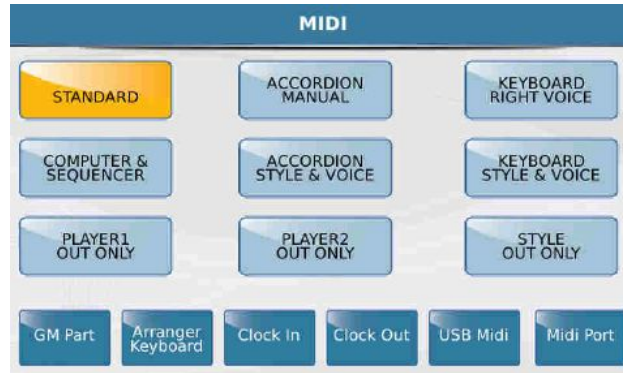 MIDI
STANDARD
ACCORDION
MANUAL
KEYBOARD
RIGHT VOICE
COMPUTER &
SEQUENCER
ACCORDION
STYLE & VOICE
KEYBOARD
STYLE & VOICE
PLAYER1
OUT ONLY
PLAYER2
OUT ONLY
STYLE
OUT ONLY
GM Part
Arranger
Keyboard
Clock In
Clock Out
USB Midi
Midi Port